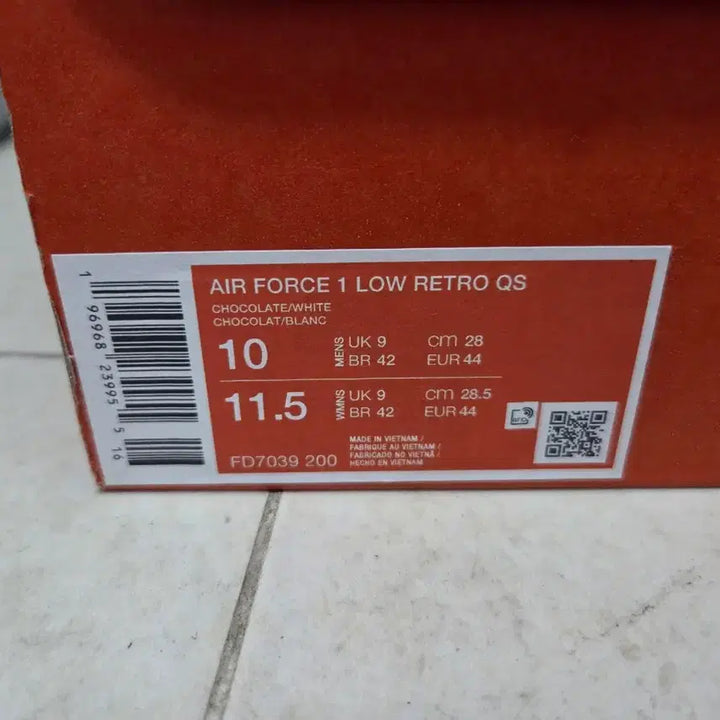 AIR FORCE 1 LOW RETRO QS
CHOCOLATE/WHITE
CHOCOLAT/BLANC
10 MENS UK 9 cm 28
BR 42 EUR 44
11.5 WMNS UK 9 cm 28.5
BR 42 EUR 44
FD7039 200
MADE IN VIETNAM /
FABRIQUE AU VIETNAM /
FABRICADO NO VIETNÃ /
HECHO EN VIETNAM
1 96968 23995 5 16